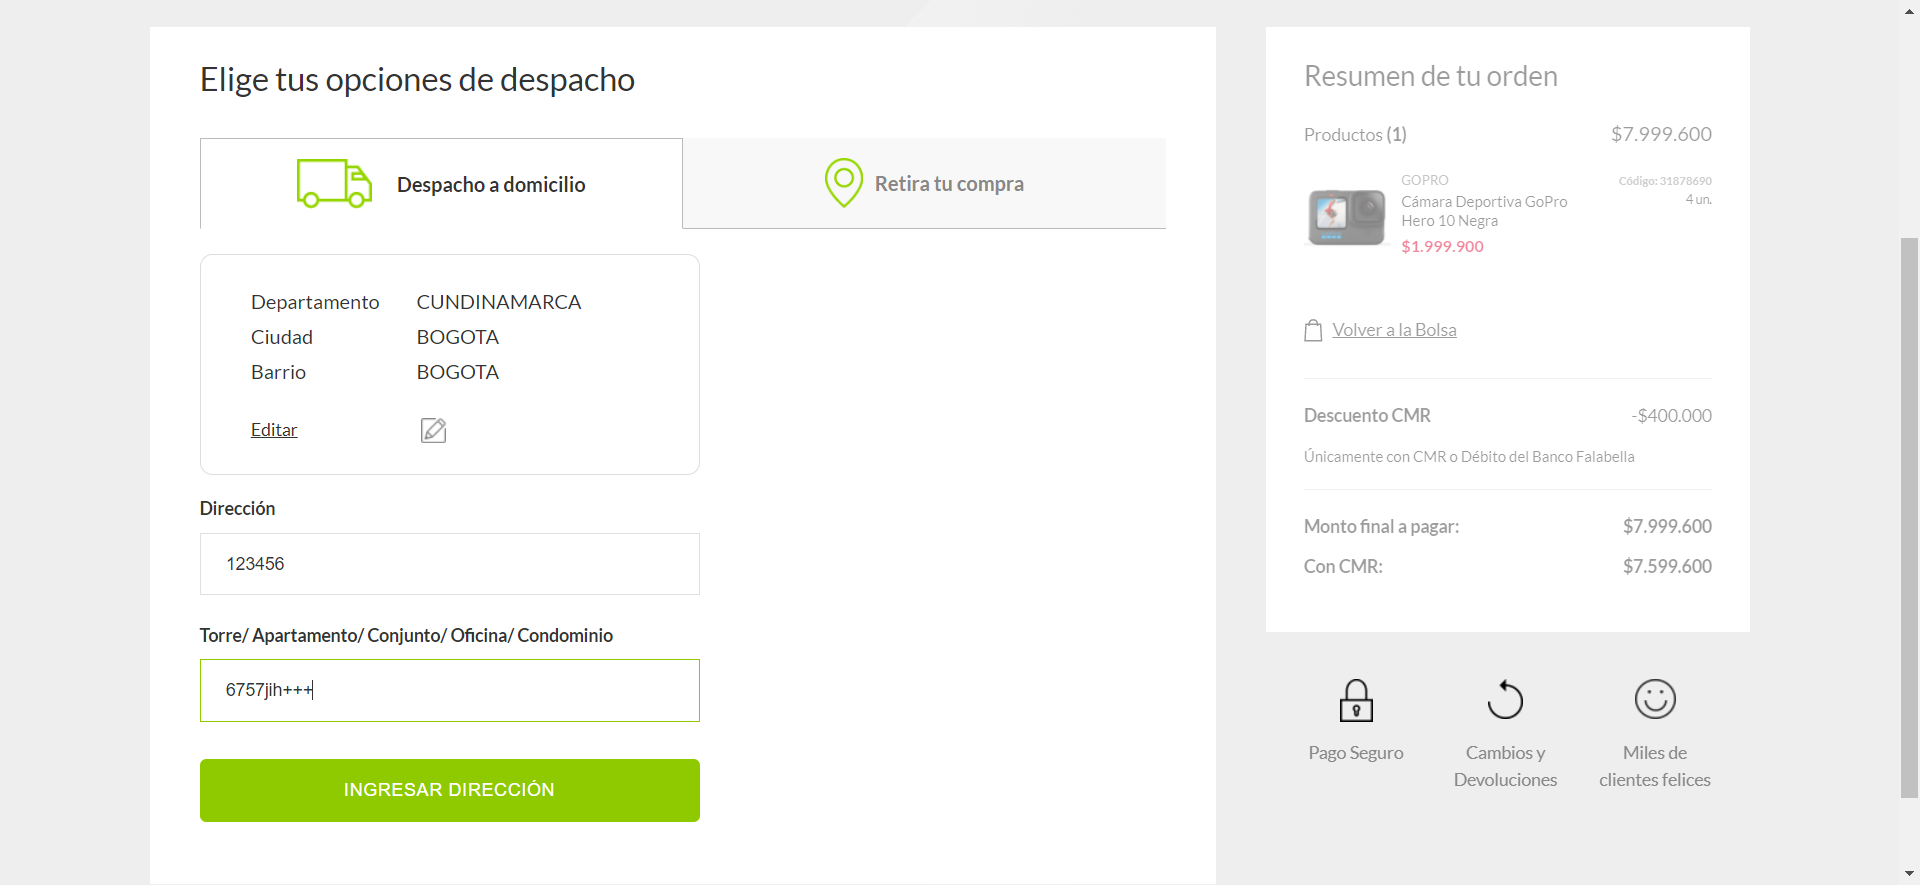 Elige tus opciones de despacho
Despacho a domicilio
Retira tu compra
Departamento CUNDINAMARCA
Ciudad BOGOTA
Barrio BOGOTA
Editar
Dirección
123456
Torre/ Apartamento/ Conjunto/ Oficina/ Condominio
6757jih+++
INGRESAR DIRECCIÓN
Resumen de tu orden
Productos (1) $7.999.600
GOPRO Código: 31878690
Cámara Deportiva GoPro 4 un.
Hero 10 Negra
$1.999.900
Volver a la Bolsa
Descuento CMR -$400.000
Únicamente con CMR o Débito del Banco Falabella
Monto final a pagar: $7.999.600
Con CMR: $7.599.600
Pago Seguro
Cambios y
Devoluciones
Miles de
clientes felices